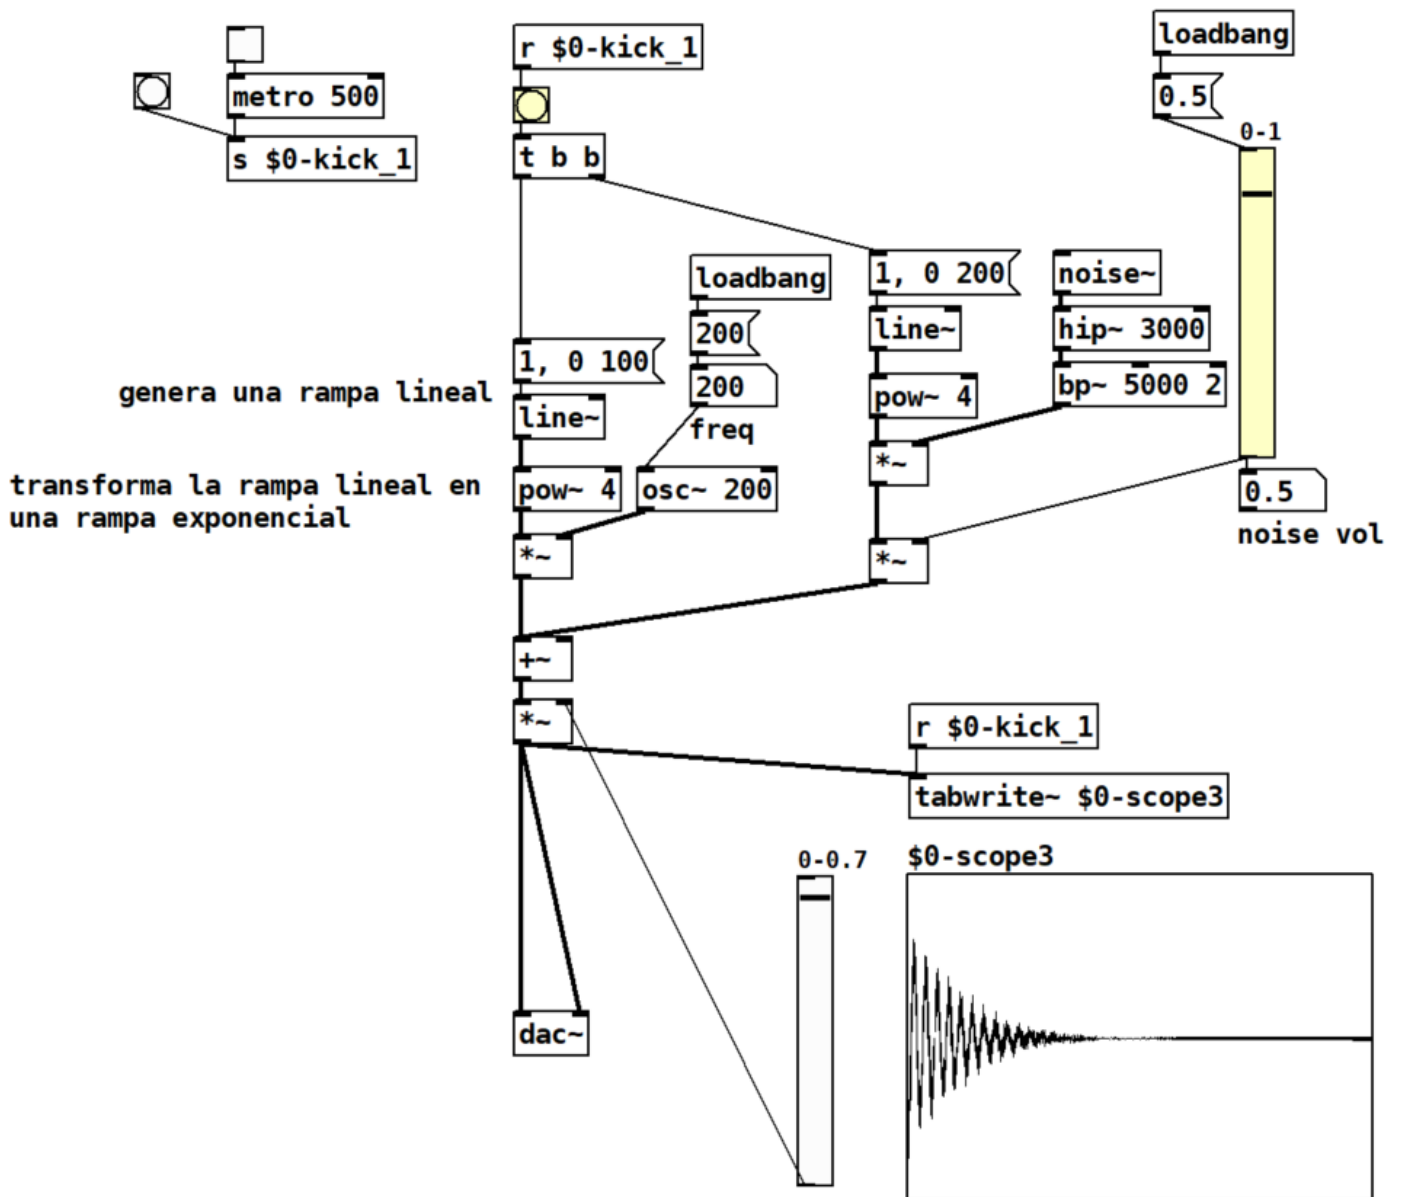 metro 500
s $0-kick_1
r $0-kick_1
t b b
loadbang
0.5
0-1
loadbang
200
200
freq
1, 0 200
line~
pow~ 4
*~
*~
noise~
hip~ 3000
bp~ 5000 2
0.5
noise vol
1, 0 100
genera una rampa lineal
line~
transforma la rampa lineal en
una rampa exponencial
pow~ 4
osc~ 200
*~
+~
*~
r $0-kick_1
tabwrite~ $0-scope3
0-0.7
$0-scope3
dac~